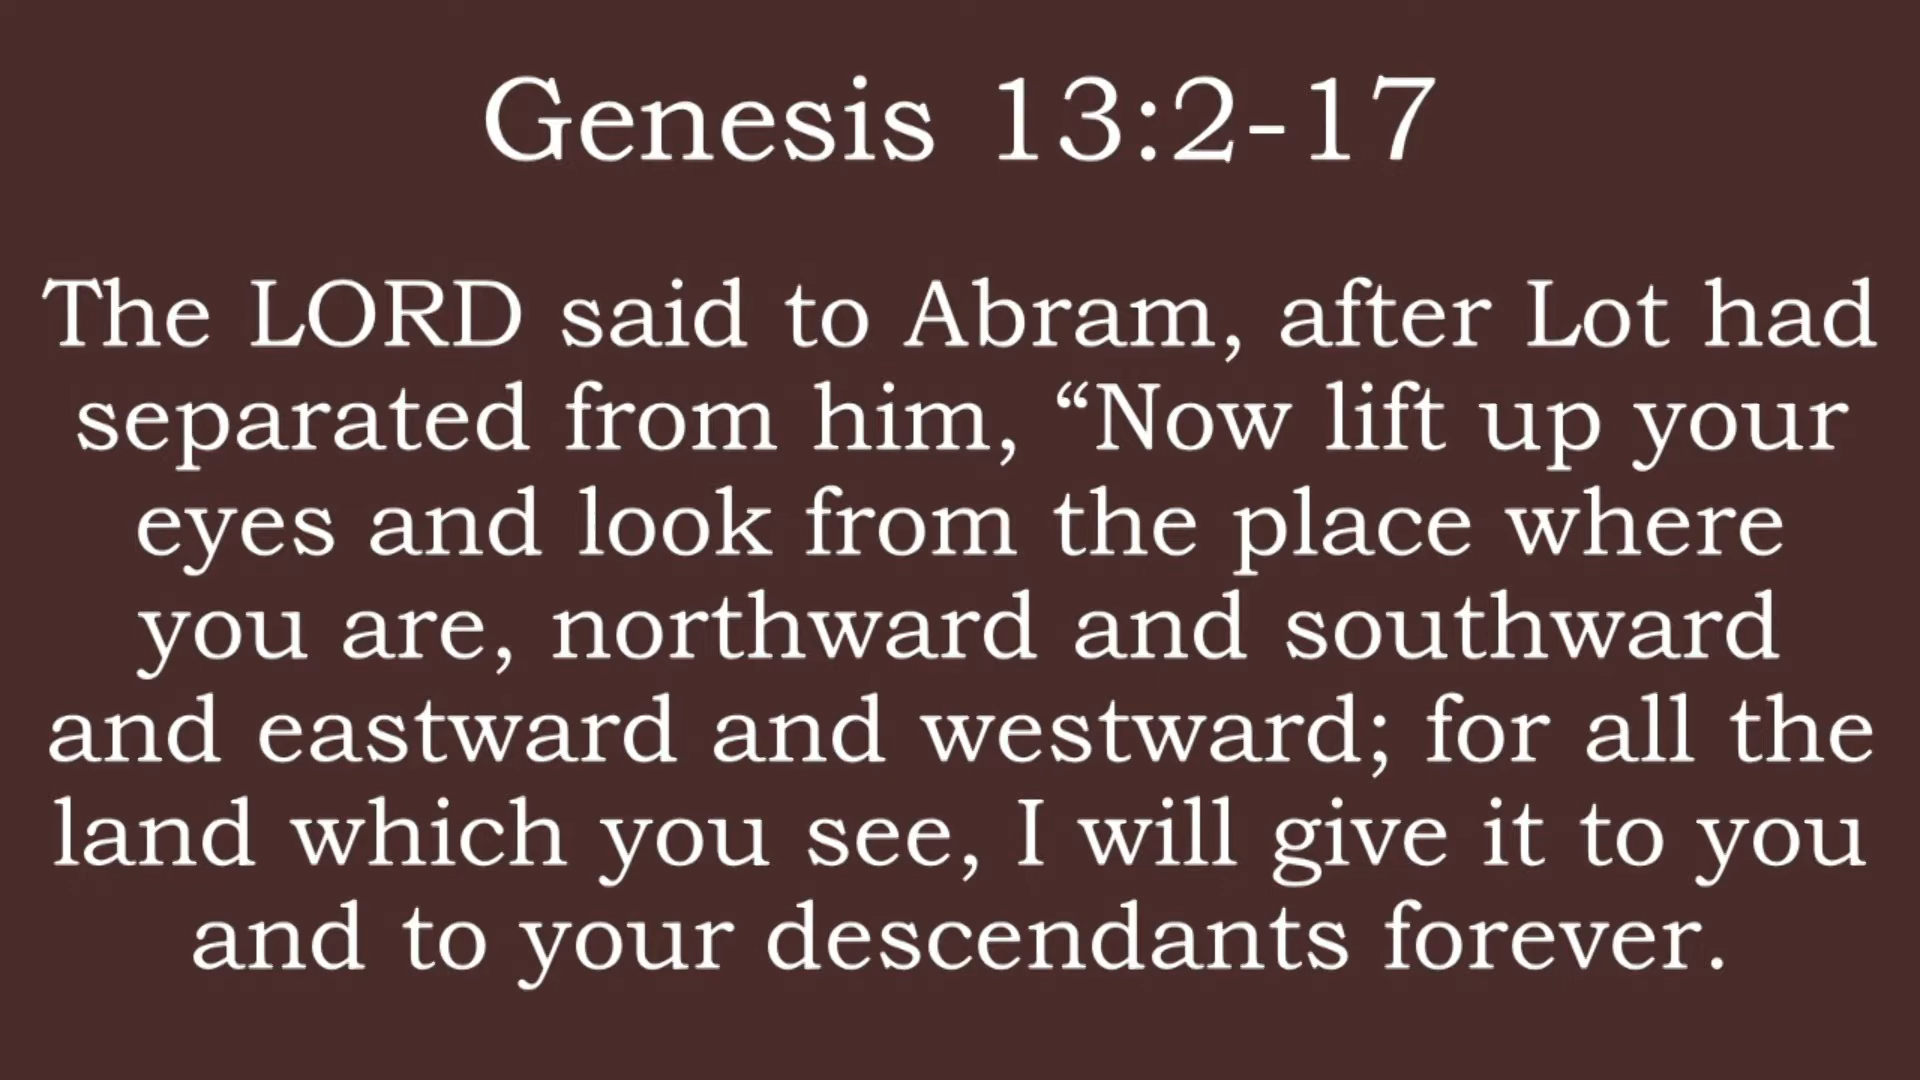 Genesis 13:2-17
The LORD said to Abram, after Lot had
separated from him, “Now lift up your
eyes and look from the place where
you are, northward and southward
and eastward and westward; for all the
land which you see, I will give it to you
and to your descendants forever.